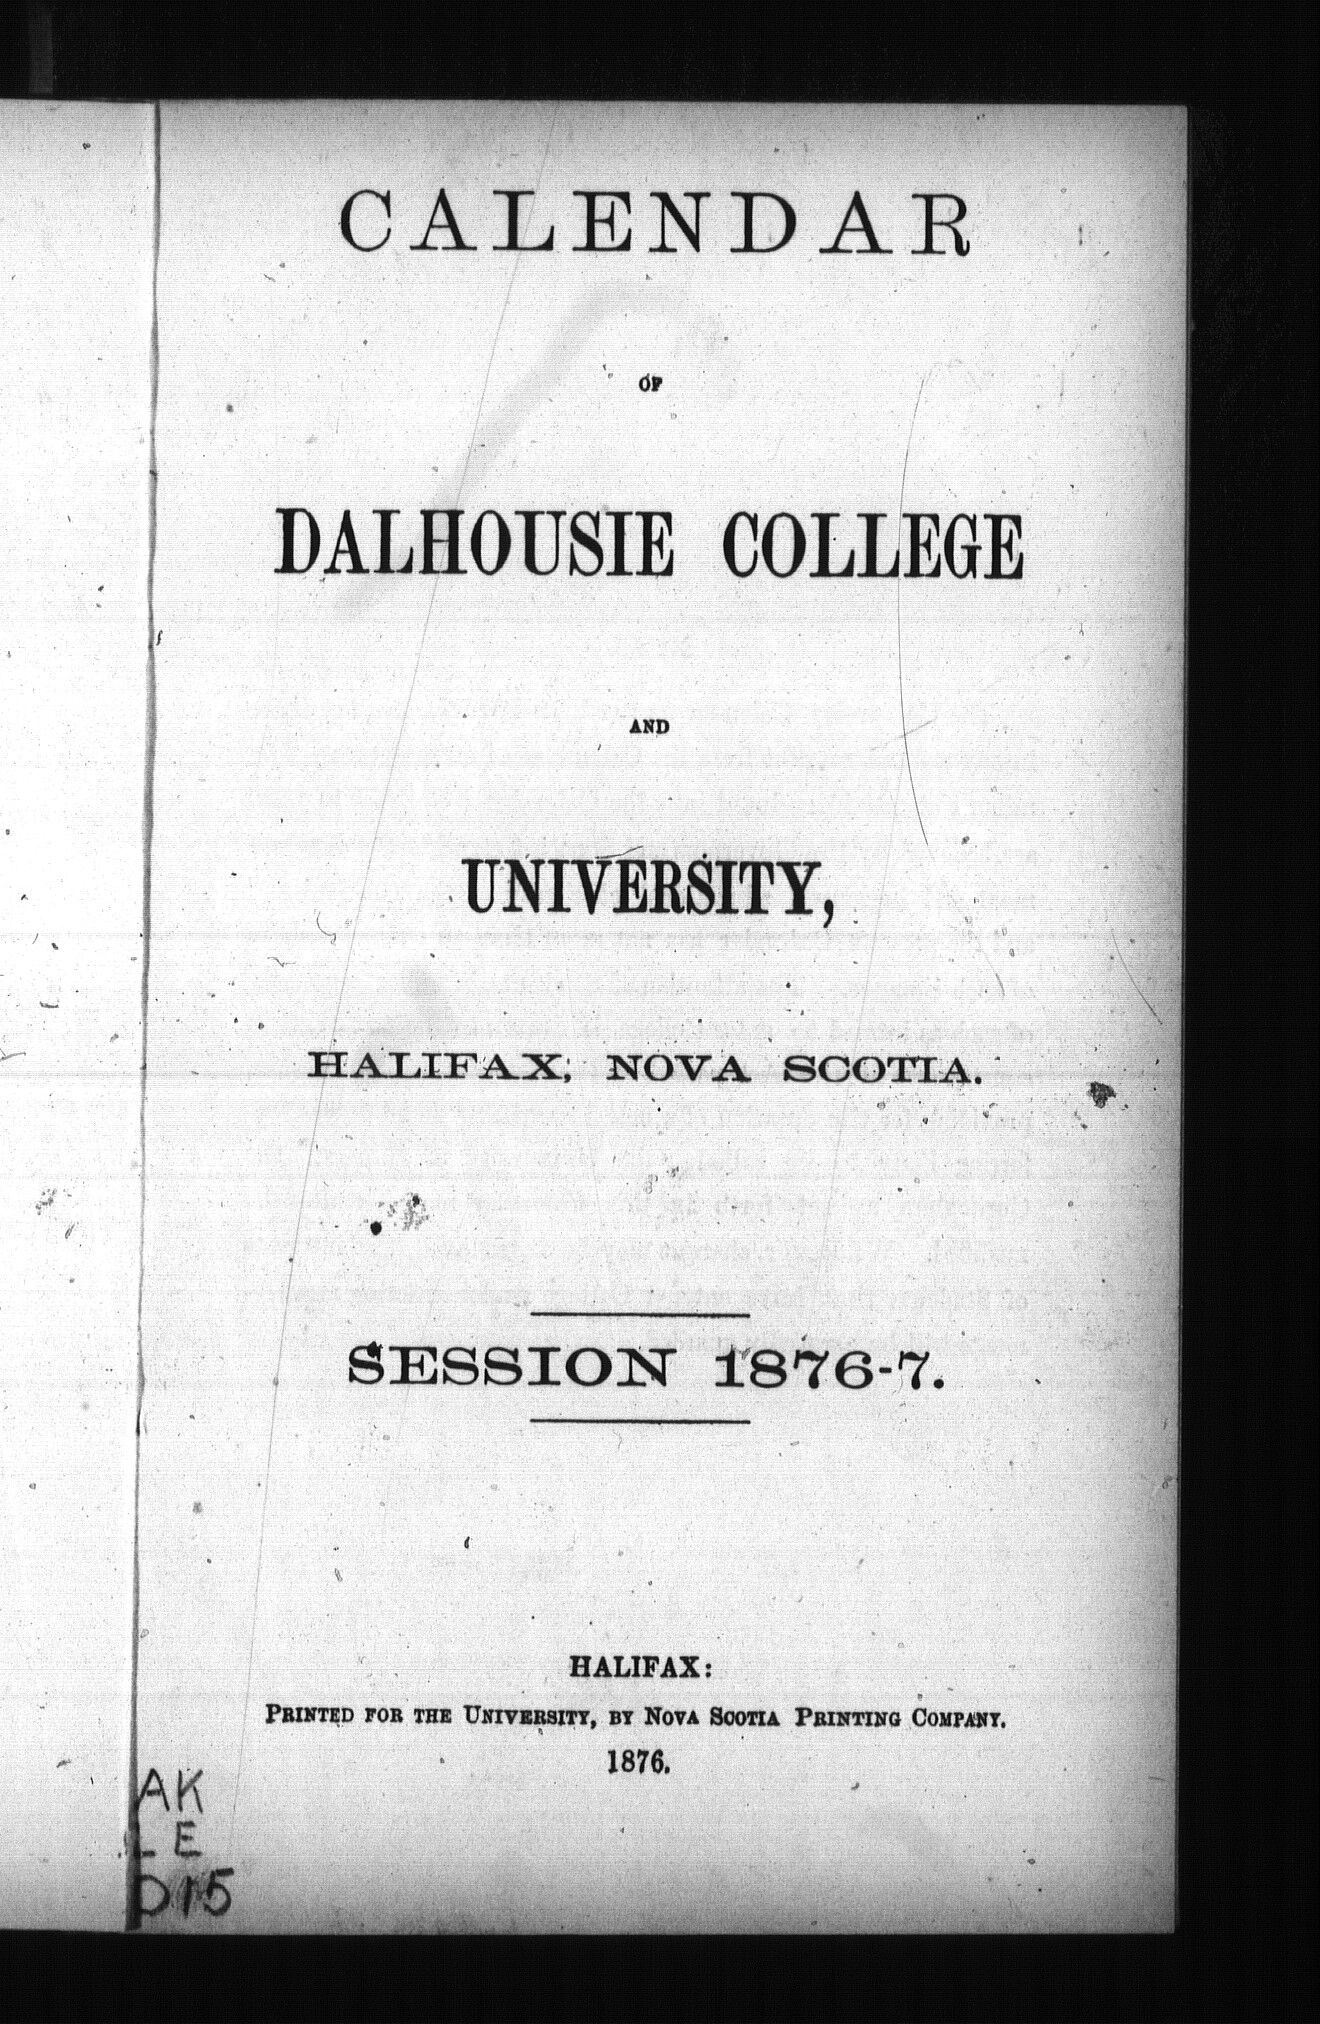 CALENDAR
OF
DALHOUSIE COLLEGE
AND
UNIVERSITY,
HALIFAX, NOVA SCOTIA.
SESSION 1876-7.
HALIFAX:
PRINTED FOR THE UNIVERSITY, BY NOVA SCOTIA PRINTING COMPANY.
1876.
AK
LE
D15